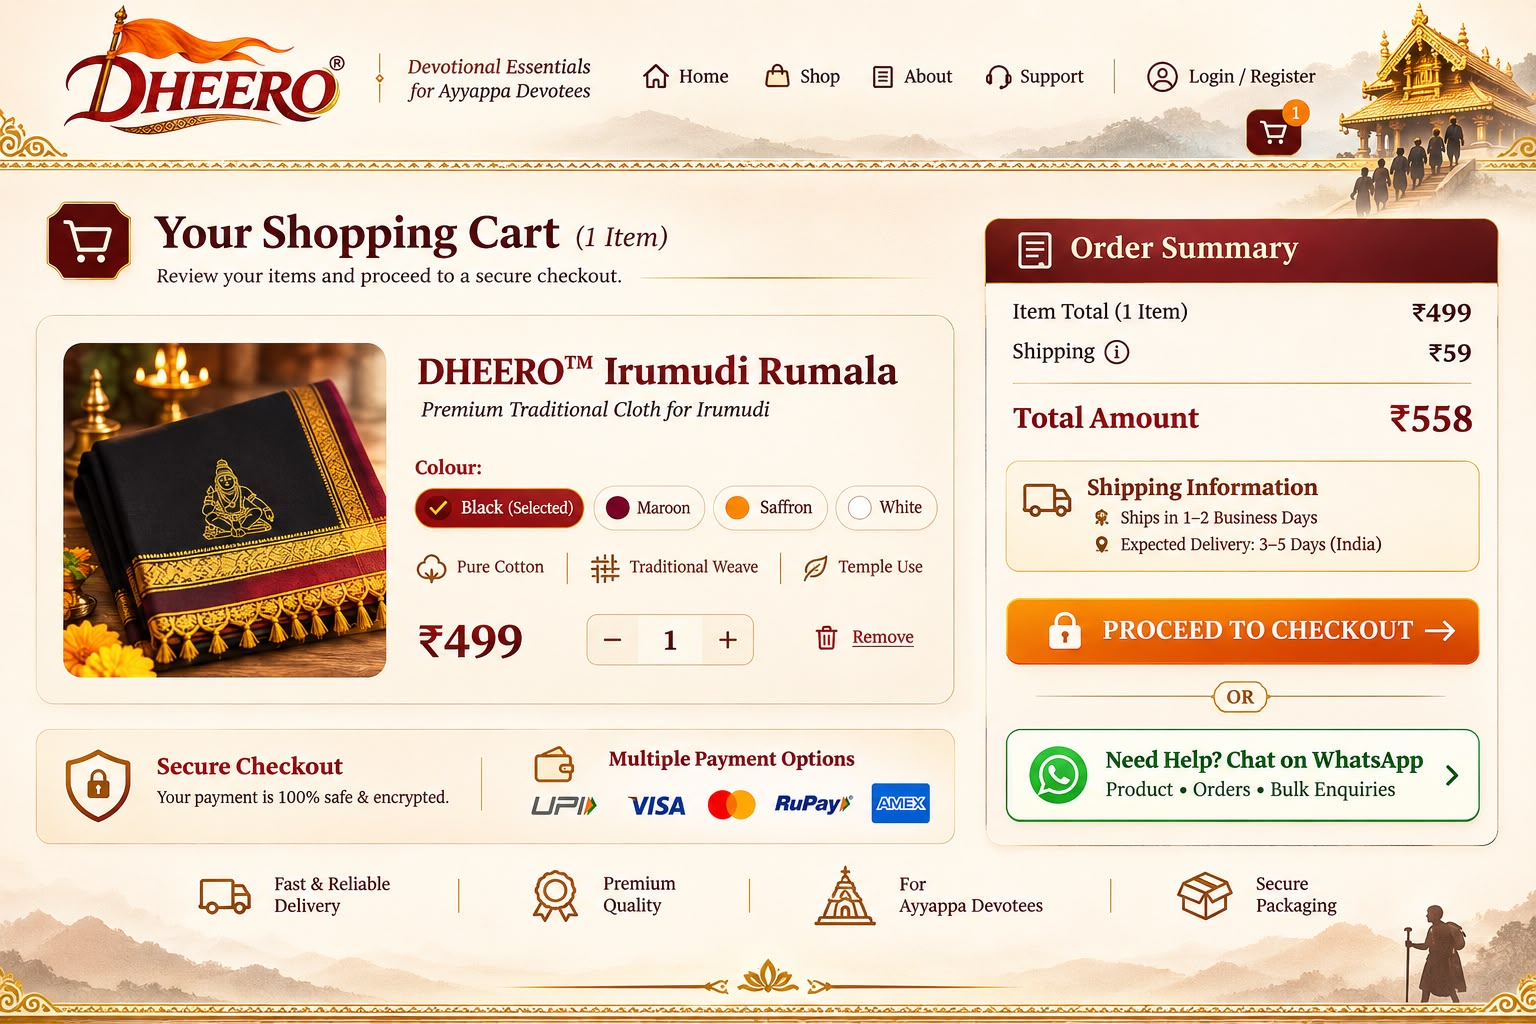 DHEERO®
Devotional Essentials
for Ayyappa Devotees
Home
Shop
About
Support
Login / Register
1
Your Shopping Cart (1 Item)
Review your items and proceed to a secure checkout.
DHEERO™ Irumudi Rumala
Premium Traditional Cloth for Irumudi
Colour:
Black (Selected)
Maroon
Saffron
White
Pure Cotton
Traditional Weave
Temple Use
₹499
− 1 +
Remove
Secure Checkout
Your payment is 100% safe & encrypted.
Multiple Payment Options
UPI
VISA
RuPay
AMEX
Order Summary
Item Total (1 Item) ₹499
Shipping ₹59
Total Amount ₹558
Shipping Information
Ships in 1–2 Business Days
Expected Delivery: 3–5 Days (India)
PROCEED TO CHECKOUT →
OR
Need Help? Chat on WhatsApp
Product • Orders • Bulk Enquiries
Fast & Reliable
Delivery
Premium
Quality
For
Ayyappa Devotees
Secure
Packaging